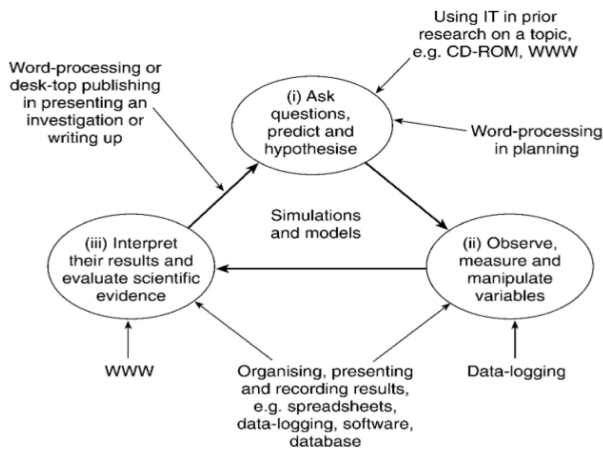 Using IT in prior
research on a topic,
e.g. CD-ROM, WWW
Word-processing or
desk-top publishing
in presenting an
investigation or
writing up
(i) Ask
questions,
predict and
hypothesise
Word-processing
in planning
Simulations
and models
(iii) Interpret
their results and
evaluate scientific
evidence
(ii) Observe,
measure and
manipulate
variables
WWW
Organising, presenting
and recording results,
e.g. spreadsheets,
data-logging, software,
database
Data-logging